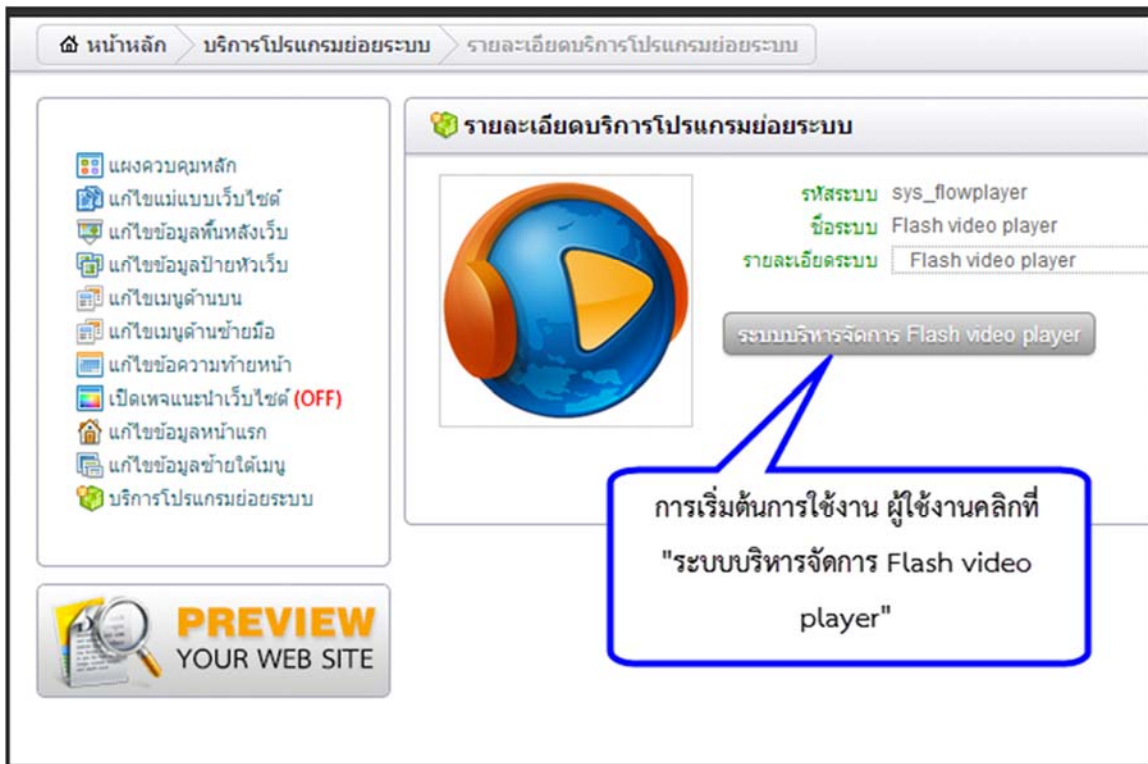 หน้าหลัก บริการโปรแกรมย่อยระบบ รายละเอียดบริการโปรแกรมย่อยระบบ
แผงควบคุมหลัก
แก้ไขแม่แบบเว็บไซต์
แก้ไขข้อมูลพื้นหลังเว็บ
แก้ไขข้อมูลป้ายหัวเว็บ
แก้ไขเมนูด้านบน
แก้ไขเมนูด้านซ้ายมือ
แก้ไขข้อความท้ายหน้า
เปิดเพจแนะนำเว็บไซต์ (OFF)
แก้ไขข้อมูลหน้าแรก
แก้ไขข้อมูลซ้ายใต้เมนู
บริการโปรแกรมย่อยระบบ
PREVIEW
YOUR WEB SITE
รายละเอียดบริการโปรแกรมย่อยระบบ
รหัสระบบ sys_flowplayer
ชื่อระบบ Flash video player
รายละเอียดระบบ Flash video player
ระบบบริหารจัดการ Flash video player
การเริ่มต้นการใช้งาน ผู้ใช้งานคลิกที่
"ระบบบริหารจัดการ Flash video
player"